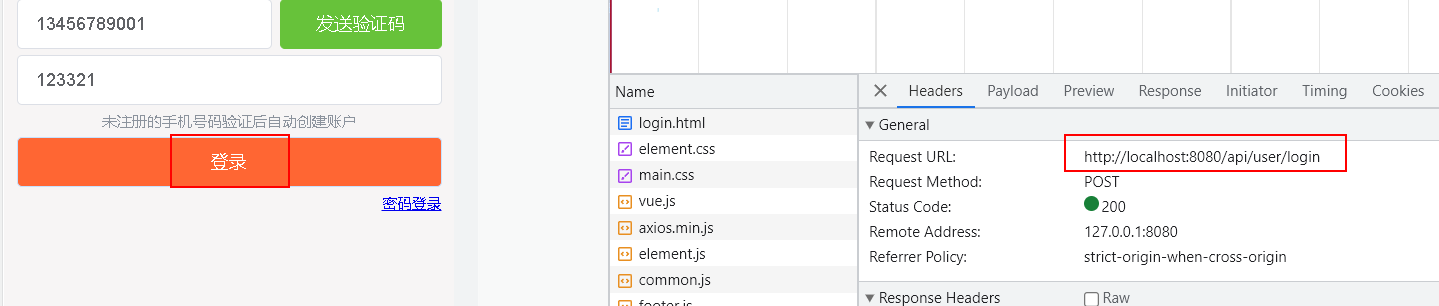 13456789001
发送验证码
123321
未注册的手机号码验证后自动创建账户
登录
密码登录
Name
login.html
element.css
main.css
vue.js
axios.min.js
element.js
common.js
footer.js
Headers
Payload
Preview
Response
Initiator
Timing
Cookies
General
Request URL: http://localhost:8080/api/user/login
Request Method: POST
Status Code: 200
Remote Address: 127.0.0.1:8080
Referrer Policy: strict-origin-when-cross-origin
Response Headers
Raw